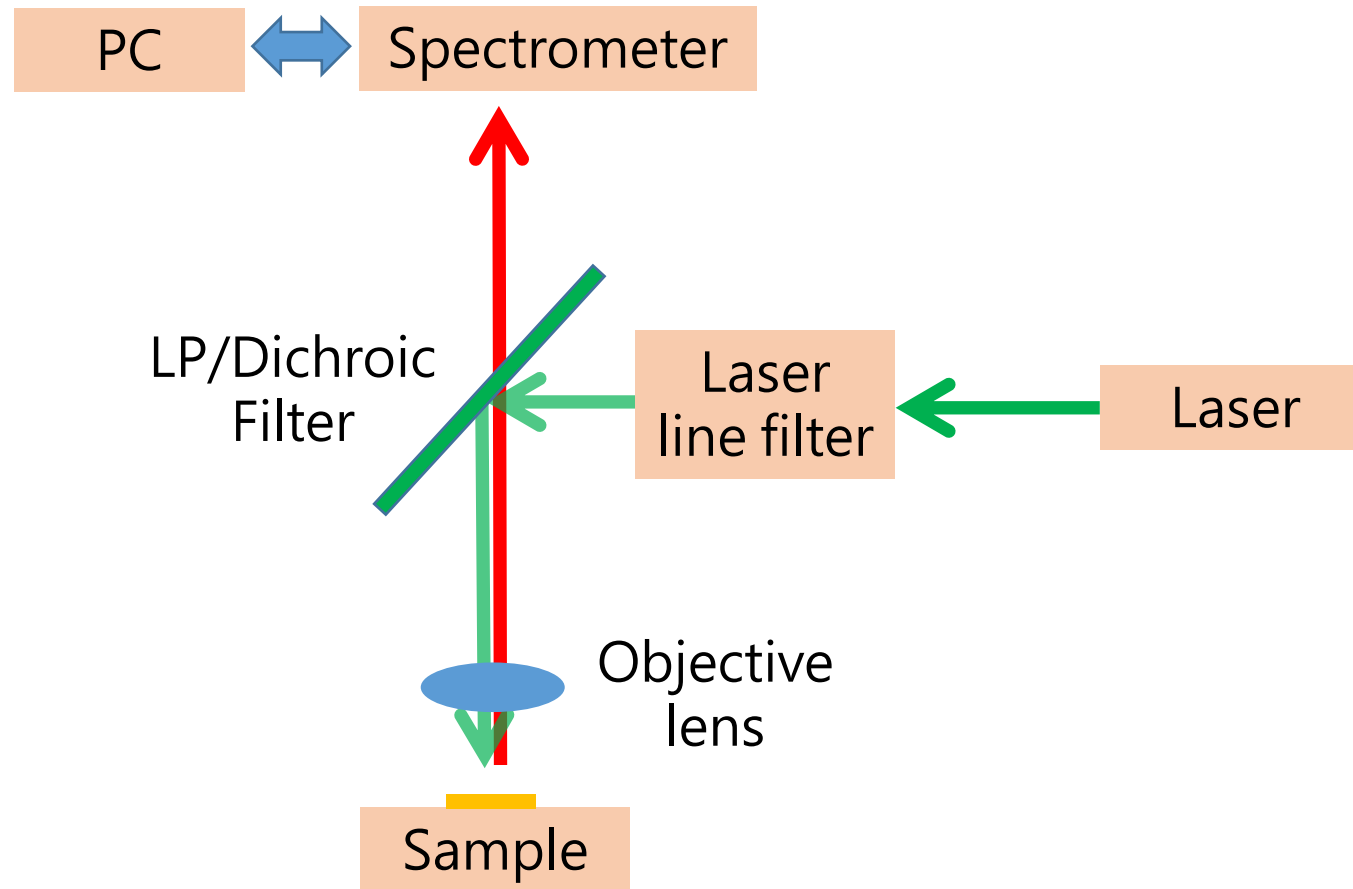 PC
Spectrometer
LP/Dichroic
Filter
Laser
line filter
Laser
Objective
lens
Sample